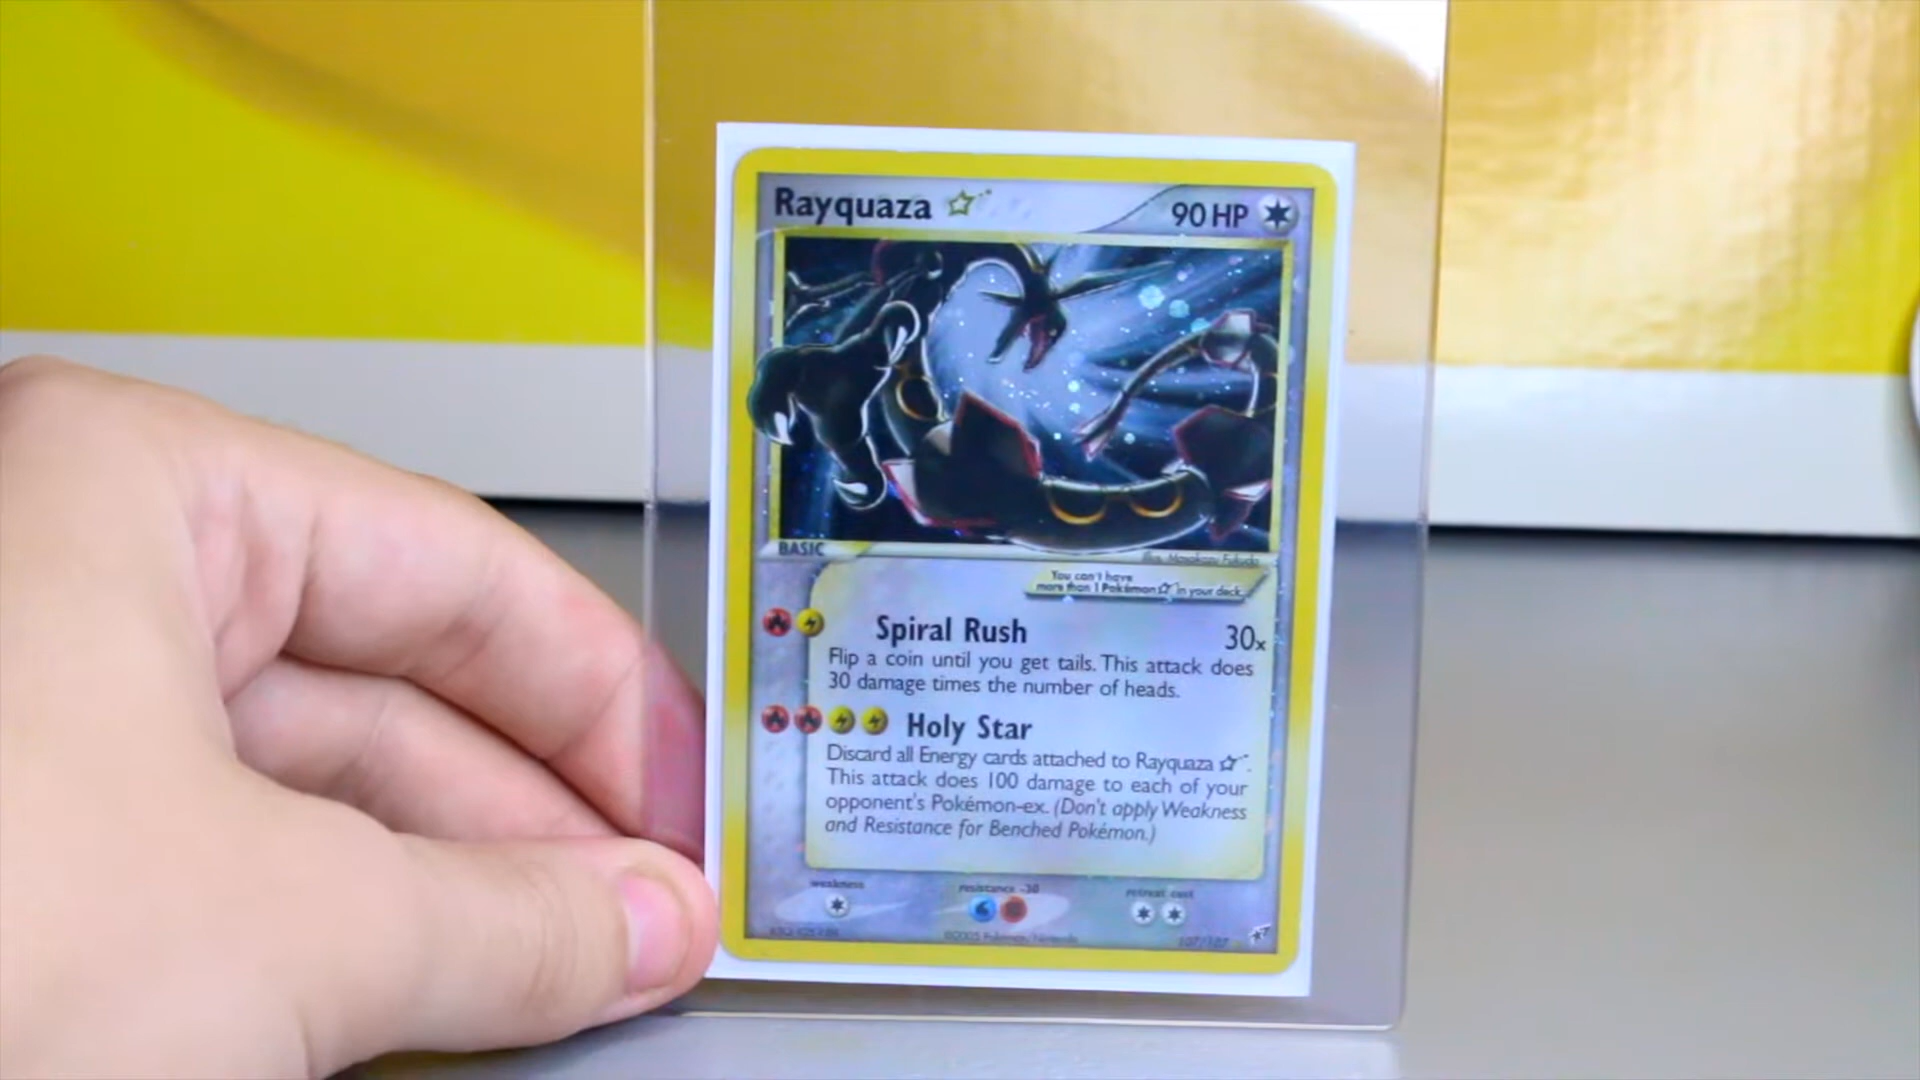 Rayquaza ☆
90 HP
BASIC
You can't have
more than 1 Pokémon ☆ in your deck.
Spiral Rush 30x
Flip a coin until you get tails. This attack does
30 damage times the number of heads.
Holy Star
Discard all Energy cards attached to Rayquaza ☆.
This attack does 100 damage to each of your
opponent's Pokémon-ex. (Don't apply Weakness
and Resistance for Benched Pokémon.)
weakness
resistance -30
retreat cost
©2005 Pokémon/Nintendo
107/107